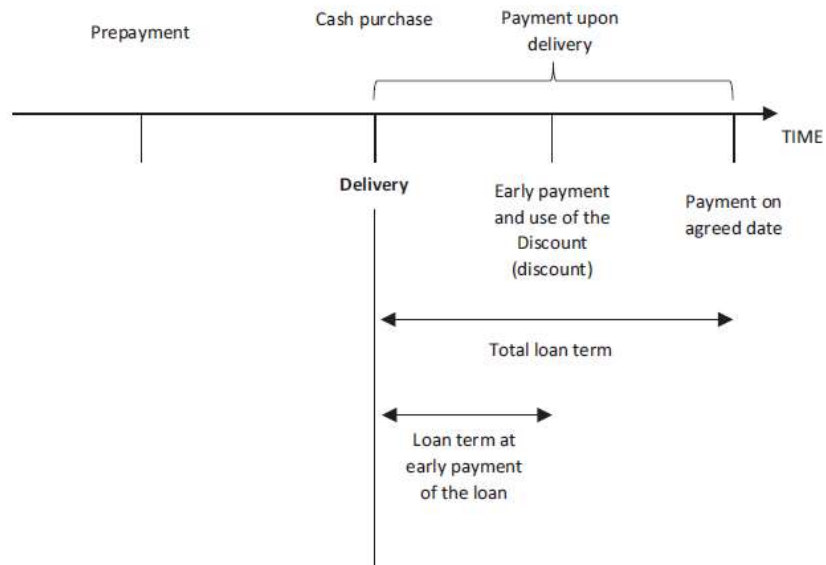 Prepayment
Cash purchase
Payment upon
delivery
TIME
Delivery
Early payment
and use of the
Discount
(discount)
Payment on
agreed date
Total loan term
Loan term at
early payment
of the loan